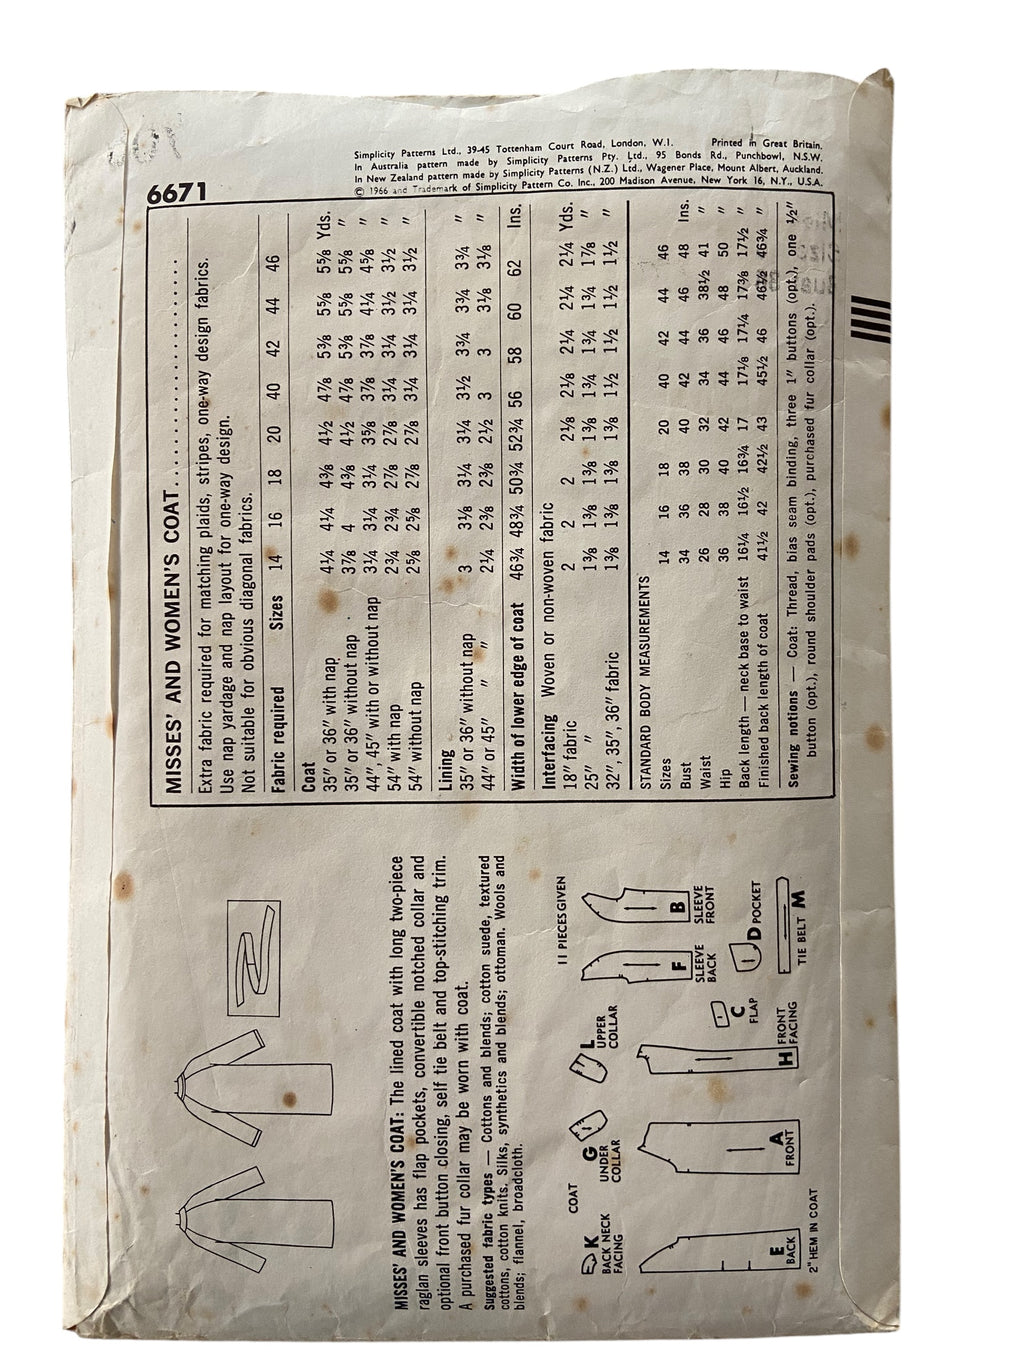 6671
Simplicity Patterns Ltd., 39-45 Tottenham Court Road, London, W.I. Printed in Great Britain.
In Australia pattern made by Simplicity Patterns Pty. Ltd., 95 Bonds Rd., Punchbowl, N.S.W.
In New Zealand pattern made by Simplicity Patterns (N.Z.) Ltd., Wagener Place, Mount Albert, Auckland.
© 1966 and Trademark of Simplicity Pattern Co. Inc., 200 Madison Avenue, New York 16, N.Y., U.S.A.
MISSES' AND WOMEN'S COAT
Extra fabric required for matching plaids, stripes, one-way design fabrics.
Use nap yardage and nap layout for one-way design.
Not suitable for obvious diagonal fabrics.
Fabric required Sizes 14 16 18 20 40 42 44 46
Coat
35" or 36" with nap 4¼ 4¼ 4⅜ 4½ 4⅞ 5⅜ 5⅝ 5⅝ Yds.
35" or 36" without nap 3⅞ 4 4⅜ 4½ 4⅞ 5⅜ 5⅝ 5⅝ "
44", 45" with or without nap 3¼ 3¼ 3¼ 3⅝ 3⅞ 3⅞ 4¼ 4⅝ "
54" with nap 2¾ 2¾ 2⅞ 2⅞ 3¼ 3¼ 3½ 3½ "
54" without nap 2⅝ 2⅝ 2⅞ 2⅞ 3¼ 3¼ 3¼ 3½ "
Lining
35" or 36" without nap 3 3⅛ 3¼ 3¼ 3½ 3¾ 3¾ 3¾ "
44" or 45" " " 2¼ 2⅜ 2⅜ 2½ 3 3 3⅛ 3⅛ "
Width of lower edge of coat 46¾ 48¾ 50¾ 52¾ 56 58 60 62 Ins.
Interfacing Woven or non-woven fabric
18" fabric 2 2 2 2⅛ 2⅛ 2¼ 2¼ 2¼ Yds.
25" " 1⅜ 1⅜ 1⅜ 1⅜ 1¾ 1¾ 1¾ 1⅞ "
32", 35", 36" fabric 1⅜ 1⅜ 1⅜ 1⅜ 1½ 1½ 1½ 1½ "
STANDARD BODY MEASUREMENTS
Sizes 14 16 18 20 40 42 44 46
Bust 34 36 38 40 42 44 46 48 Ins.
Waist 26 28 30 32 34 36 38½ 41 "
Hip 36 38 40 42 44 46 48 50 "
Back length — neck base to waist 16¼ 16½ 16¾ 17 17⅛ 17¼ 17⅜ 17½ "
Finished back length of coat 41½ 42 42½ 43 45½ 46 46½ 46¾ "
Sewing notions — Coat: Thread, bias seam binding, three 1" buttons (opt.), one ½"
button (opt.), round shoulder pads (opt.), purchased fur collar (opt.).
MISSES' AND WOMEN'S COAT: The lined coat with long two-piece
raglan sleeves has flap pockets, convertible notched collar and
optional front button closing, self tie belt and top-stitching trim.
A purchased fur collar may be worn with coat.
Suggested fabric types — Cottons and blends; cotton suede, textured
cottons, cotton knits. Silks, synthetics and blends; ottoman. Wools and
blends; flannel, broadcloth.
11 PIECES GIVEN
COAT
K
BACK NECK
FACING
G
UNDER
COLLAR
L
UPPER
COLLAR
F
SLEEVE
BACK
B
SLEEVE
FRONT
E
BACK
A
FRONT
H
FRONT
FACING
C
FLAP
D POCKET
TIE BELT M
2" HEM IN COAT